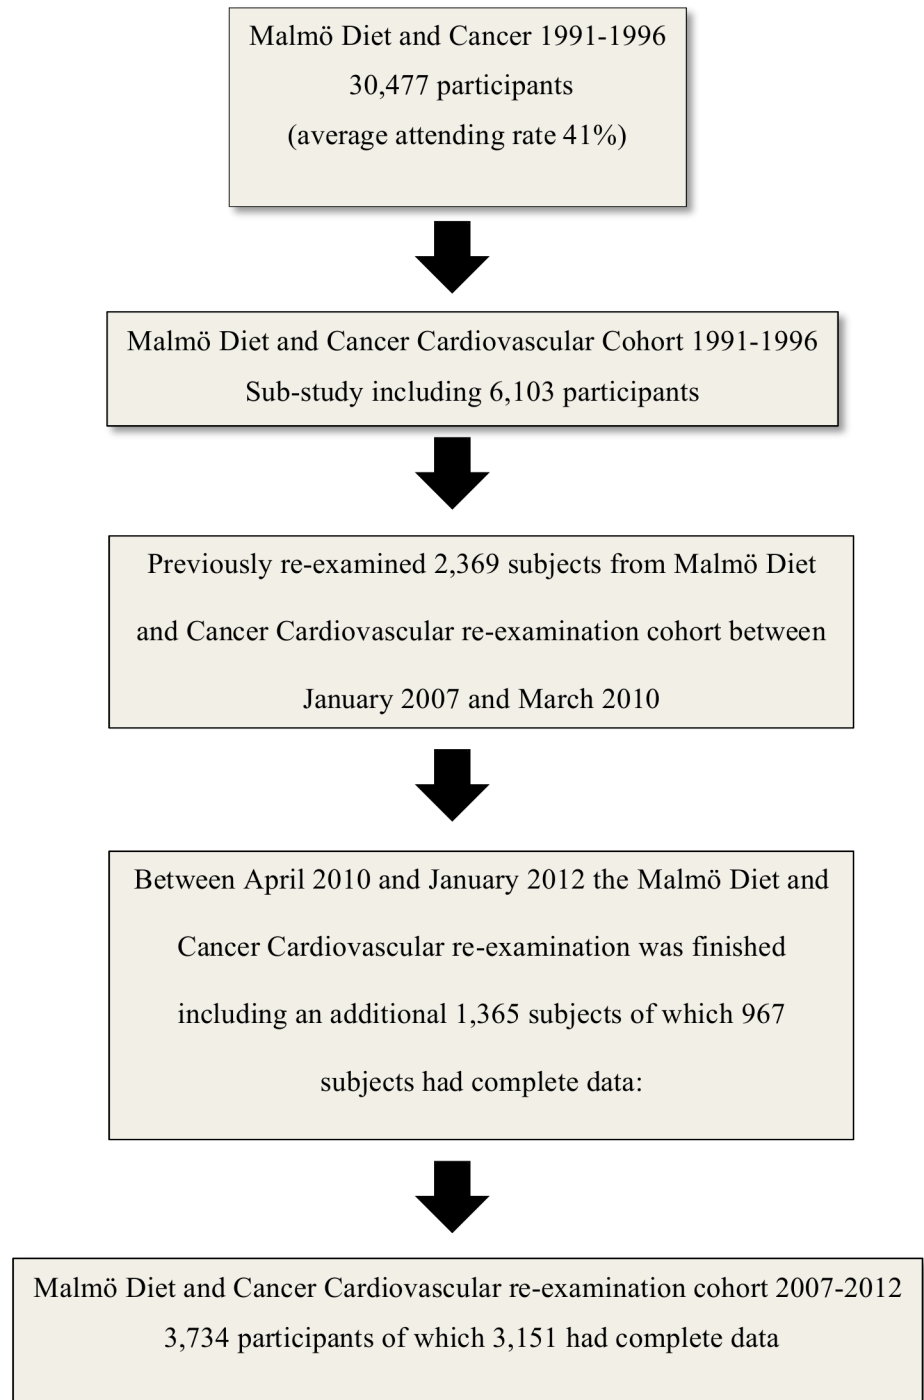 Malmö Diet and Cancer 1991-1996
30,477 participants
(average attending rate 41%)
Malmö Diet and Cancer Cardiovascular Cohort 1991-1996
Sub-study including 6,103 participants
Previously re-examined 2,369 subjects from Malmö Diet
and Cancer Cardiovascular re-examination cohort between
January 2007 and March 2010
Between April 2010 and January 2012 the Malmö Diet and
Cancer Cardiovascular re-examination was finished
including an additional 1,365 subjects of which 967
subjects had complete data:
Malmö Diet and Cancer Cardiovascular re-examination cohort 2007-2012
3,734 participants of which 3,151 had complete data